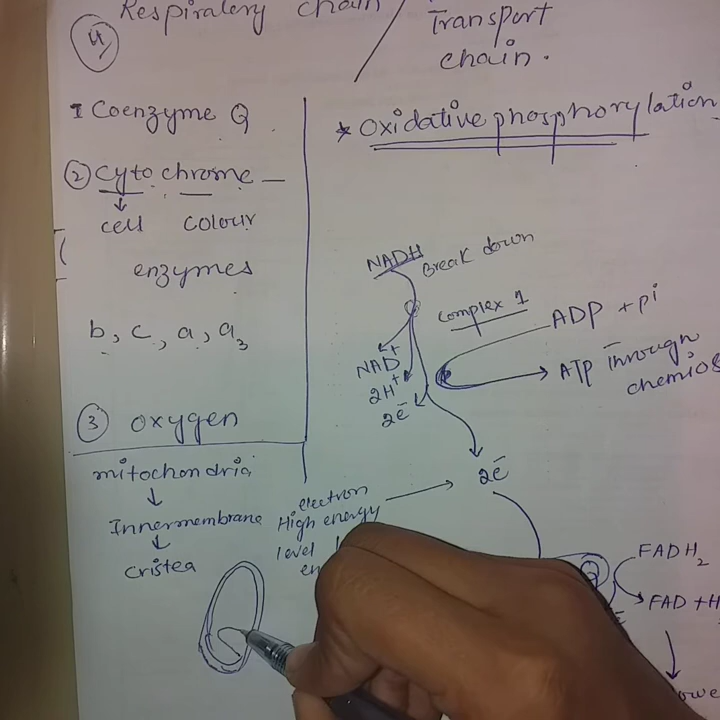 4
Respiratory chain /
Transport
chain.
1 Coenzyme Q
② Cyto chrome —
↓
cell colour
enzymes
b, c, a, a₃
③ oxygen
mitochondria
↓
Innermembrane
↓
Cristea
* Oxidative phosphorylation
NADH Break down
Complex 1
ADP + pi
NAD⁺
2H⁺
2e⁻
ATP Through
chemios
2e⁻
electron
High energy
level
en
Q
FADH₂
FAD + H